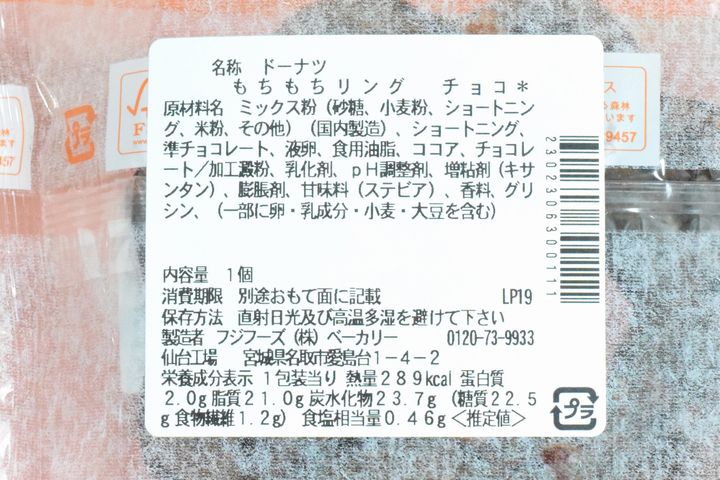 名称 ドーナツ
もちもちリング チョコ＊
原材料名 ミックス粉（砂糖、小麦粉、ショートニン
グ、米粉、その他）（国内製造）、ショートニング、
準チョコレート、液卵、食用油脂、ココア、チョコレ
ート／加工澱粉、乳化剤、ｐＨ調整剤、増粘剤（キサ
ンタン）、膨脹剤、甘味料（ステビア）、香料、グリ
シン、（一部に卵・乳成分・小麦・大豆を含む）
2302306300111
内容量 1個
消費期限 別途おもて面に記載 LP19
保存方法 直射日光及び高温多湿を避けて下さい
製造者 フジフーズ（株）ベーカリー 0120-73-9933
仙台工場 宮城県名取市愛島台1－4－2
栄養成分表示 1包装当り 熱量289kcal 蛋白質
2.0g 脂質21.0g 炭水化物23.7g （糖質22.5
g 食物繊維1.2g） 食塩相当量0.46g＜推定値＞
プラ
プラ
9457
457